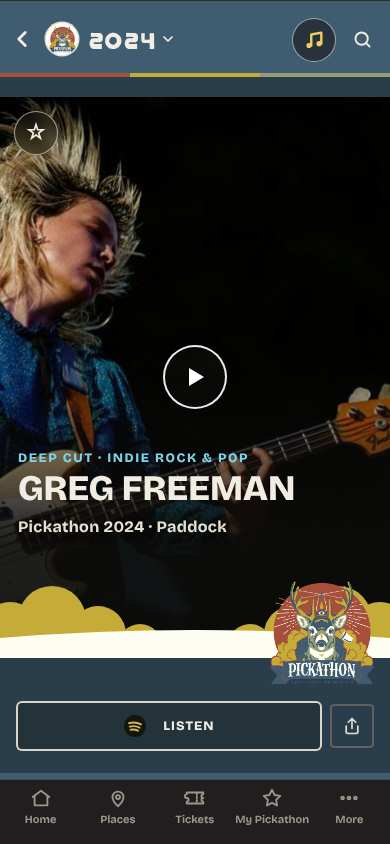 2024
DEEP CUT · INDIE ROCK & POP
GREG FREEMAN
Pickathon 2024 · Paddock
PICKATHON
LISTEN
Home
Places
Tickets
My Pickathon
More